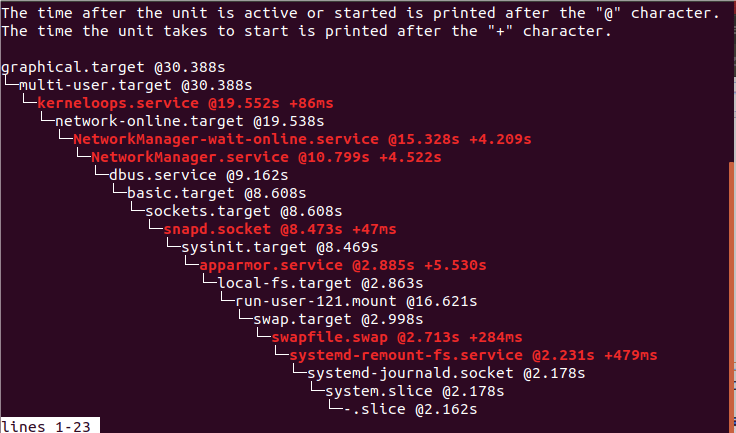 The time after the unit is active or started is printed after the "@" character.
The time the unit takes to start is printed after the "+" character.

graphical.target @30.388s
└─multi-user.target @30.388s
  └─kerneloops.service @19.552s +86ms
    └─network-online.target @19.538s
      └─NetworkManager-wait-online.service @15.328s +4.209s
        └─NetworkManager.service @10.799s +4.522s
          └─dbus.service @9.162s
            └─basic.target @8.608s
              └─sockets.target @8.608s
                └─snapd.socket @8.473s +47ms
                  └─sysinit.target @8.469s
                    └─apparmor.service @2.885s +5.530s
                      └─local-fs.target @2.863s
                        └─run-user-121.mount @16.621s
                          └─swap.target @2.998s
                            └─swapfile.swap @2.713s +284ms
                              └─systemd-remount-fs.service @2.231s +479ms
                                └─systemd-journald.socket @2.178s
                                  └─system.slice @2.178s
                                    └─-.slice @2.162s
lines 1-23